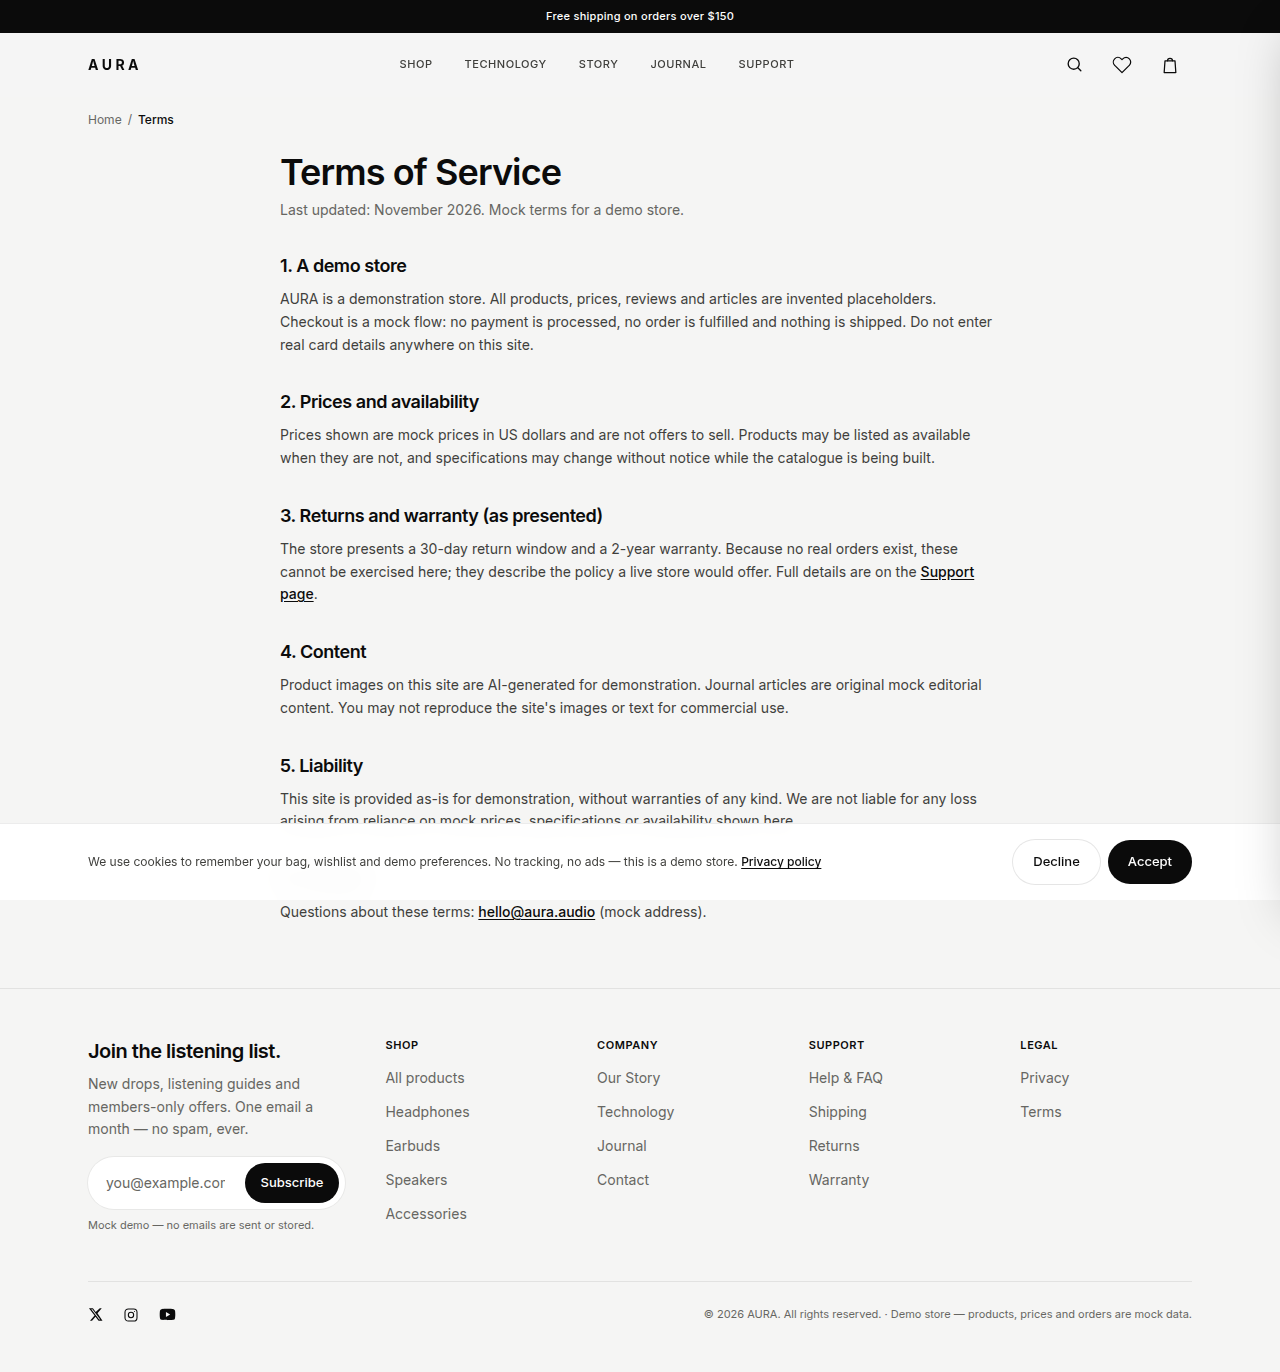 Free shipping on orders over $150
AURA
SHOP TECHNOLOGY STORY JOURNAL SUPPORT
Home / Terms
Terms of Service
Last updated: November 2026. Mock terms for a demo store.
1. A demo store
AURA is a demonstration store. All products, prices, reviews and articles are invented placeholders.
Checkout is a mock flow: no payment is processed, no order is fulfilled and nothing is shipped. Do not enter
real card details anywhere on this site.
2. Prices and availability
Prices shown are mock prices in US dollars and are not offers to sell. Products may be listed as available
when they are not, and specifications may change without notice while the catalogue is being built.
3. Returns and warranty (as presented)
The store presents a 30-day return window and a 2-year warranty. Because no real orders exist, these
cannot be exercised here; they describe the policy a live store would offer. Full details are on the Support
page.
4. Content
Product images on this site are AI-generated for demonstration. Journal articles are original mock editorial
content. You may not reproduce the site's images or text for commercial use.
5. Liability
This site is provided as-is for demonstration, without warranties of any kind. We are not liable for any loss
arising from reliance on mock prices, specifications or availability shown here.
We use cookies to remember your bag, wishlist and demo preferences. No tracking, no ads — this is a demo store. Privacy policy
Decline
Accept
Questions about these terms: hello@aura.audio (mock address).
Join the listening list.
New drops, listening guides and
members-only offers. One email a
month — no spam, ever.
you@example.cor
Subscribe
Mock demo — no emails are sent or stored.
SHOP
All products
Headphones
Earbuds
Speakers
Accessories
COMPANY
Our Story
Technology
Journal
Contact
SUPPORT
Help & FAQ
Shipping
Returns
Warranty
LEGAL
Privacy
Terms
© 2026 AURA. All rights reserved. · Demo store — products, prices and orders are mock data.